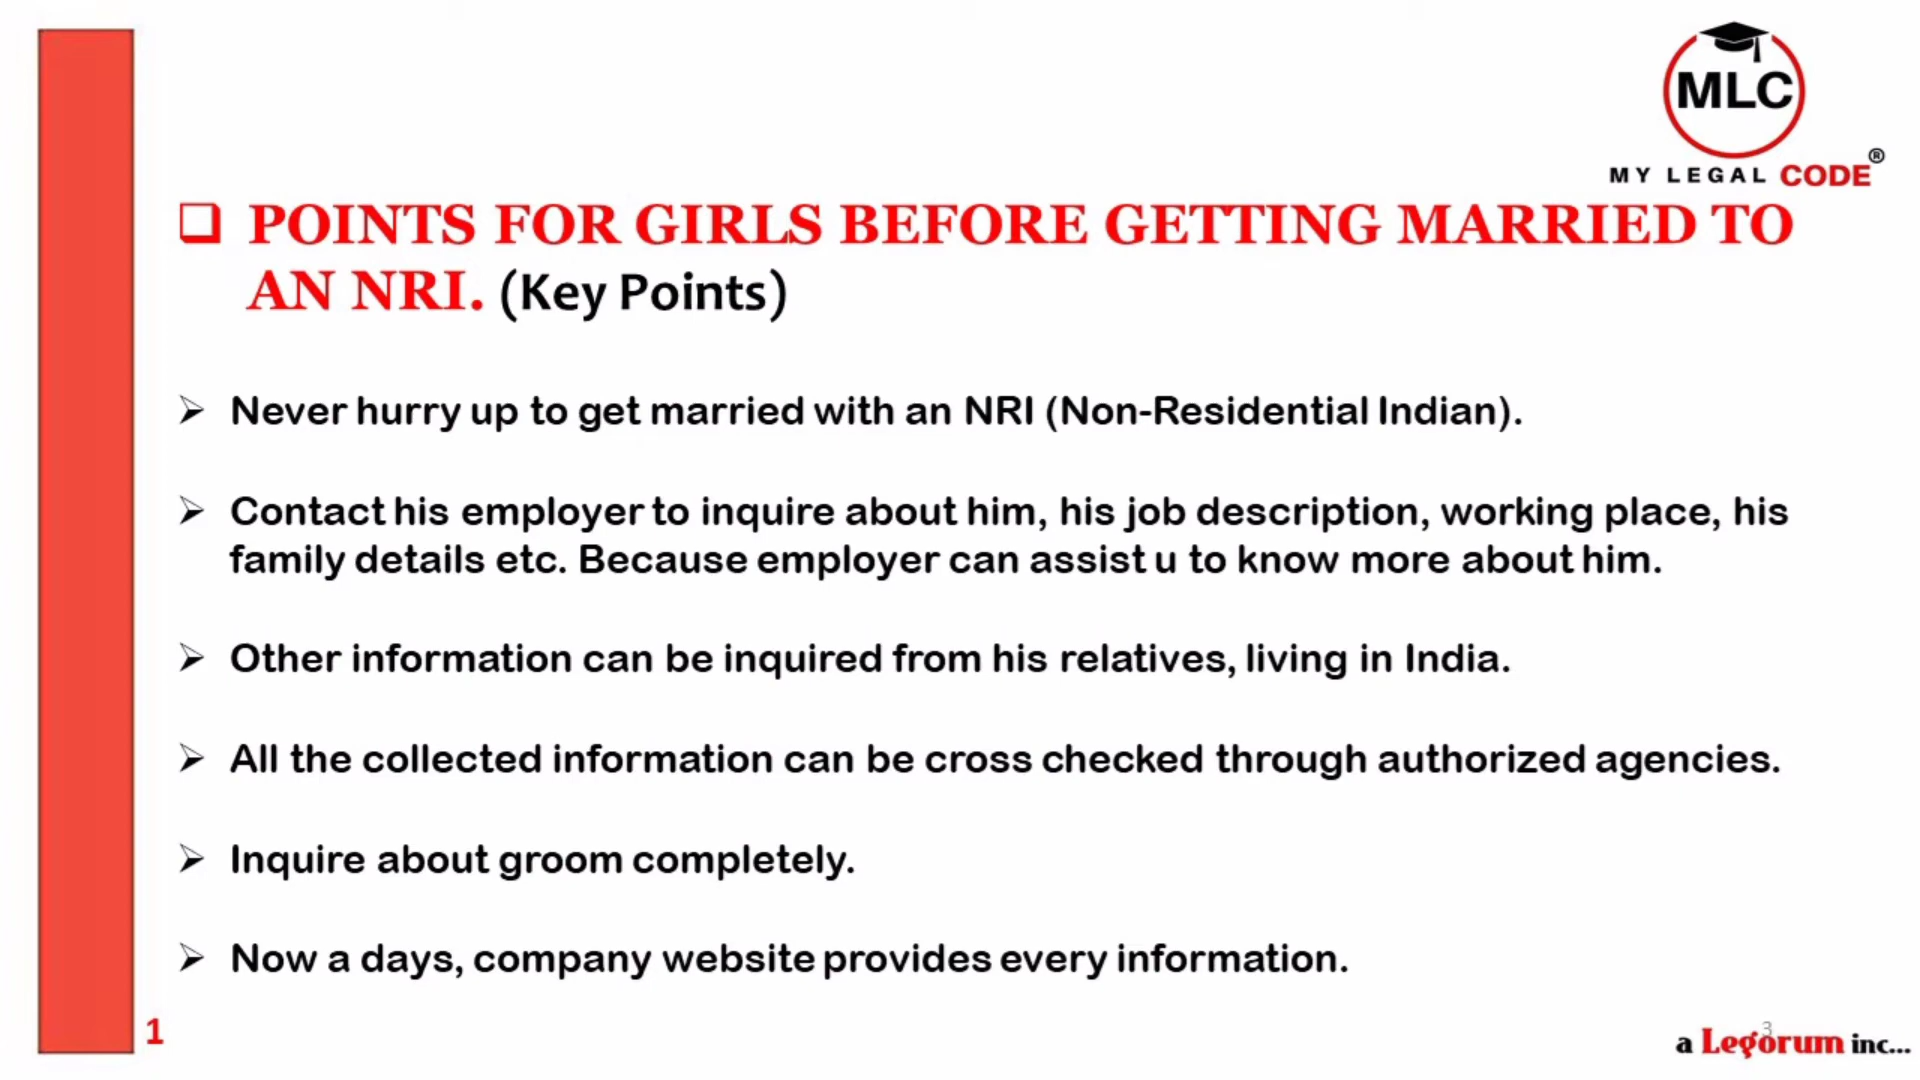 MLC
MY LEGAL CODE®
POINTS FOR GIRLS BEFORE GETTING MARRIED TO
AN NRI. (Key Points)
Never hurry up to get married with an NRI (Non-Residential Indian).
Contact his employer to inquire about him, his job description, working place, his
family details etc. Because employer can assist u to know more about him.
Other information can be inquired from his relatives, living in India.
All the collected information can be cross checked through authorized agencies.
Inquire about groom completely.
Now a days, company website provides every information.
1
3
a Legorum inc...